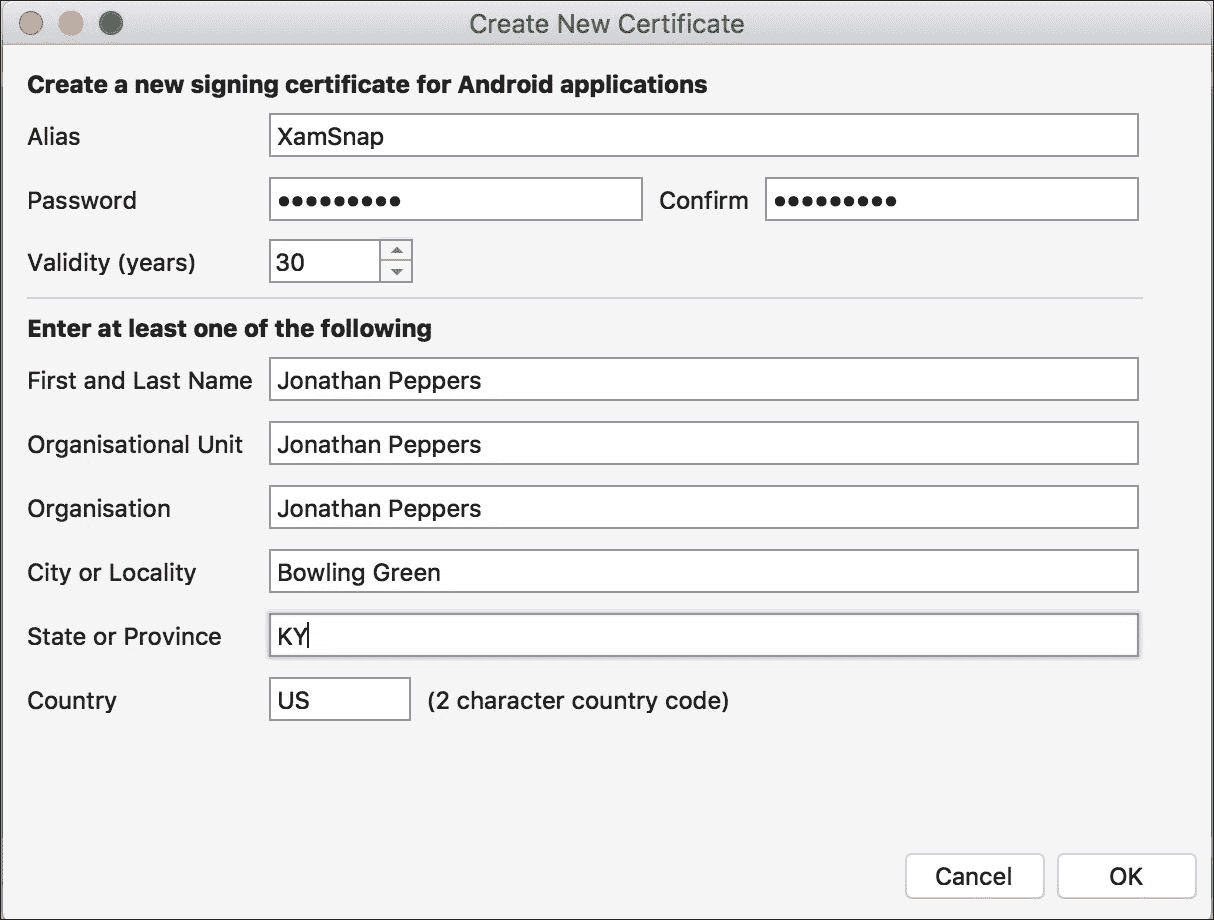 Create New Certificate
Create a new signing certificate for Android applications
Alias XamSnap
Password ●●●●●●●●● Confirm ●●●●●●●●●
Validity (years) 30
Enter at least one of the following
First and Last Name Jonathan Peppers
Organisational Unit Jonathan Peppers
Organisation Jonathan Peppers
City or Locality Bowling Green
State or Province KY
Country US (2 character country code)
Cancel OK